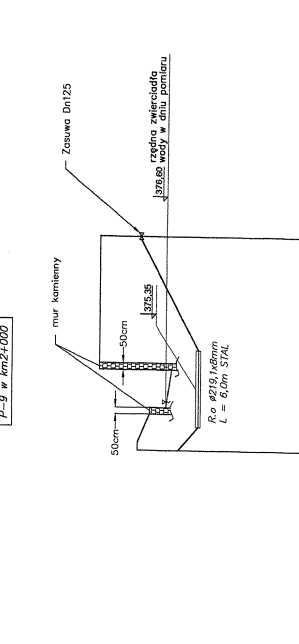 P-9 w km2+000
Zasuwa Dn125
mur kamienny
50cm
50cm
375,35
376,60 rzędna zwierciadła
wody w dniu pomiaru
R.o Ø219,1x8mm
L = 6,0m STAL